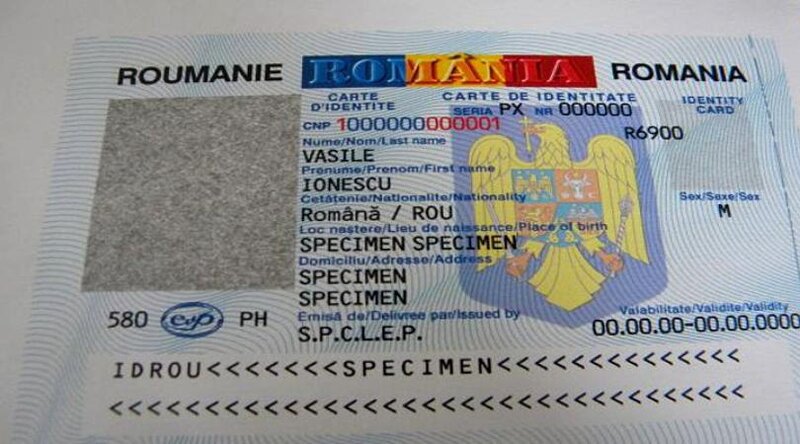 ROUMANIE ROMÂNIA ROMANIA
CARTE D'IDENTITE
CARTE DE IDENTITATE
IDENTITY CARD
SERIA PX NR 000000
CNP 1000000000001
R6900
Nume/Nom/Last name
VASILE
Prenume/Prenom/First name
IONESCU
Cetăţenie/Nationalite/Nationality
Română / ROU
Sex/Sexe/Sex
M
Loc naştere/Lieu de naissance/Place of birth
SPECIMEN SPECIMEN
Domiciliu/Adresse/Address
SPECIMEN
SPECIMEN
Emisă de/Delivree par/Issued by
S.P.C.L.E.P.
Valabilitate/Validite/Validity
00.00.00-00.00.0000
580 evp PH
IDROU<<<<<<<SPECIMEN<<<<<<<<<<<<<<
<<<<<<<<<<<<<<<<<<<<<<<<<<<<<<<<<<<<